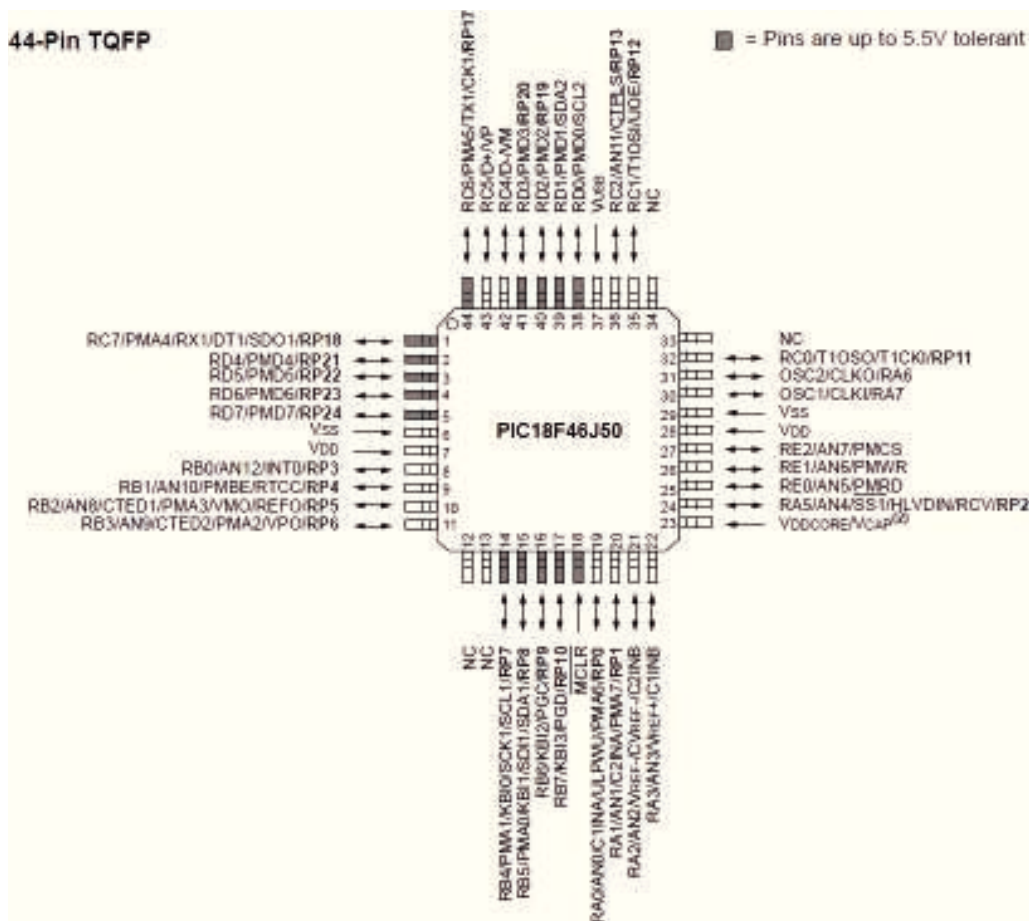 44-Pin TQFP
= Pins are up to 5.5V tolerant
RC6/PMA5/TX1/CK1/RP17
RC5/D+/VP
RC4/D-/VM
RD3/PMD3/RP20
RD2/PMD2/RP19
RD1/PMD1/SDA2
RD0/PMD0/SCL2
VUSB
RC2/AN11/CTPLS/RP13
RC1/T1OSI/UOE/RP12
NC
44 43 42 41 40 39 38 37 36 35 34
RC7/PMA4/RX1/DT1/SDO1/RP18 1
RD4/PMD4/RP21 2
RD5/PMD5/RP22 3
RD6/PMD6/RP23 4
RD7/PMD7/RP24 5
VSS 6
VDD 7
RB0/AN12/INT0/RP3 8
RB1/AN10/PMBE/RTCC/RP4 9
RB2/AN8/CTED1/PMA3/VMO/REFO/RP5 10
RB3/AN9/CTED2/PMA2/VPO/RP6 11
PIC18F46J50
33 NC
32 RC0/T1OSO/T1CKI/RP11
31 OSC2/CLKO/RA6
30 OSC1/CLKI/RA7
29 VSS
28 VDD
27 RE2/AN7/PMCS
26 RE1/AN6/PMWR
25 RE0/AN5/PMRD
24 RA5/AN4/SS1/HLVDIN/RCV/RP2
23 VDDCORE/VCAP(2)
12 13 14 15 16 17 18 19 20 21 22
NC
NC
RB4/PMA1/KBI0/SCK1/SCL1/RP7
RB5/PMA0/KBI1/SDI1/SDA1/RP8
RB6/KBI2/PGC/RP9
RB7/KBI3/PGD/RP10
MCLR
RA0/AN0/C1INA/ULPWU/PMA6/RP0
RA1/AN1/C2INA/PMA7/RP1
RA2/AN2/VREF-/CVREF/C2INB
RA3/AN3/VREF+/C1INB